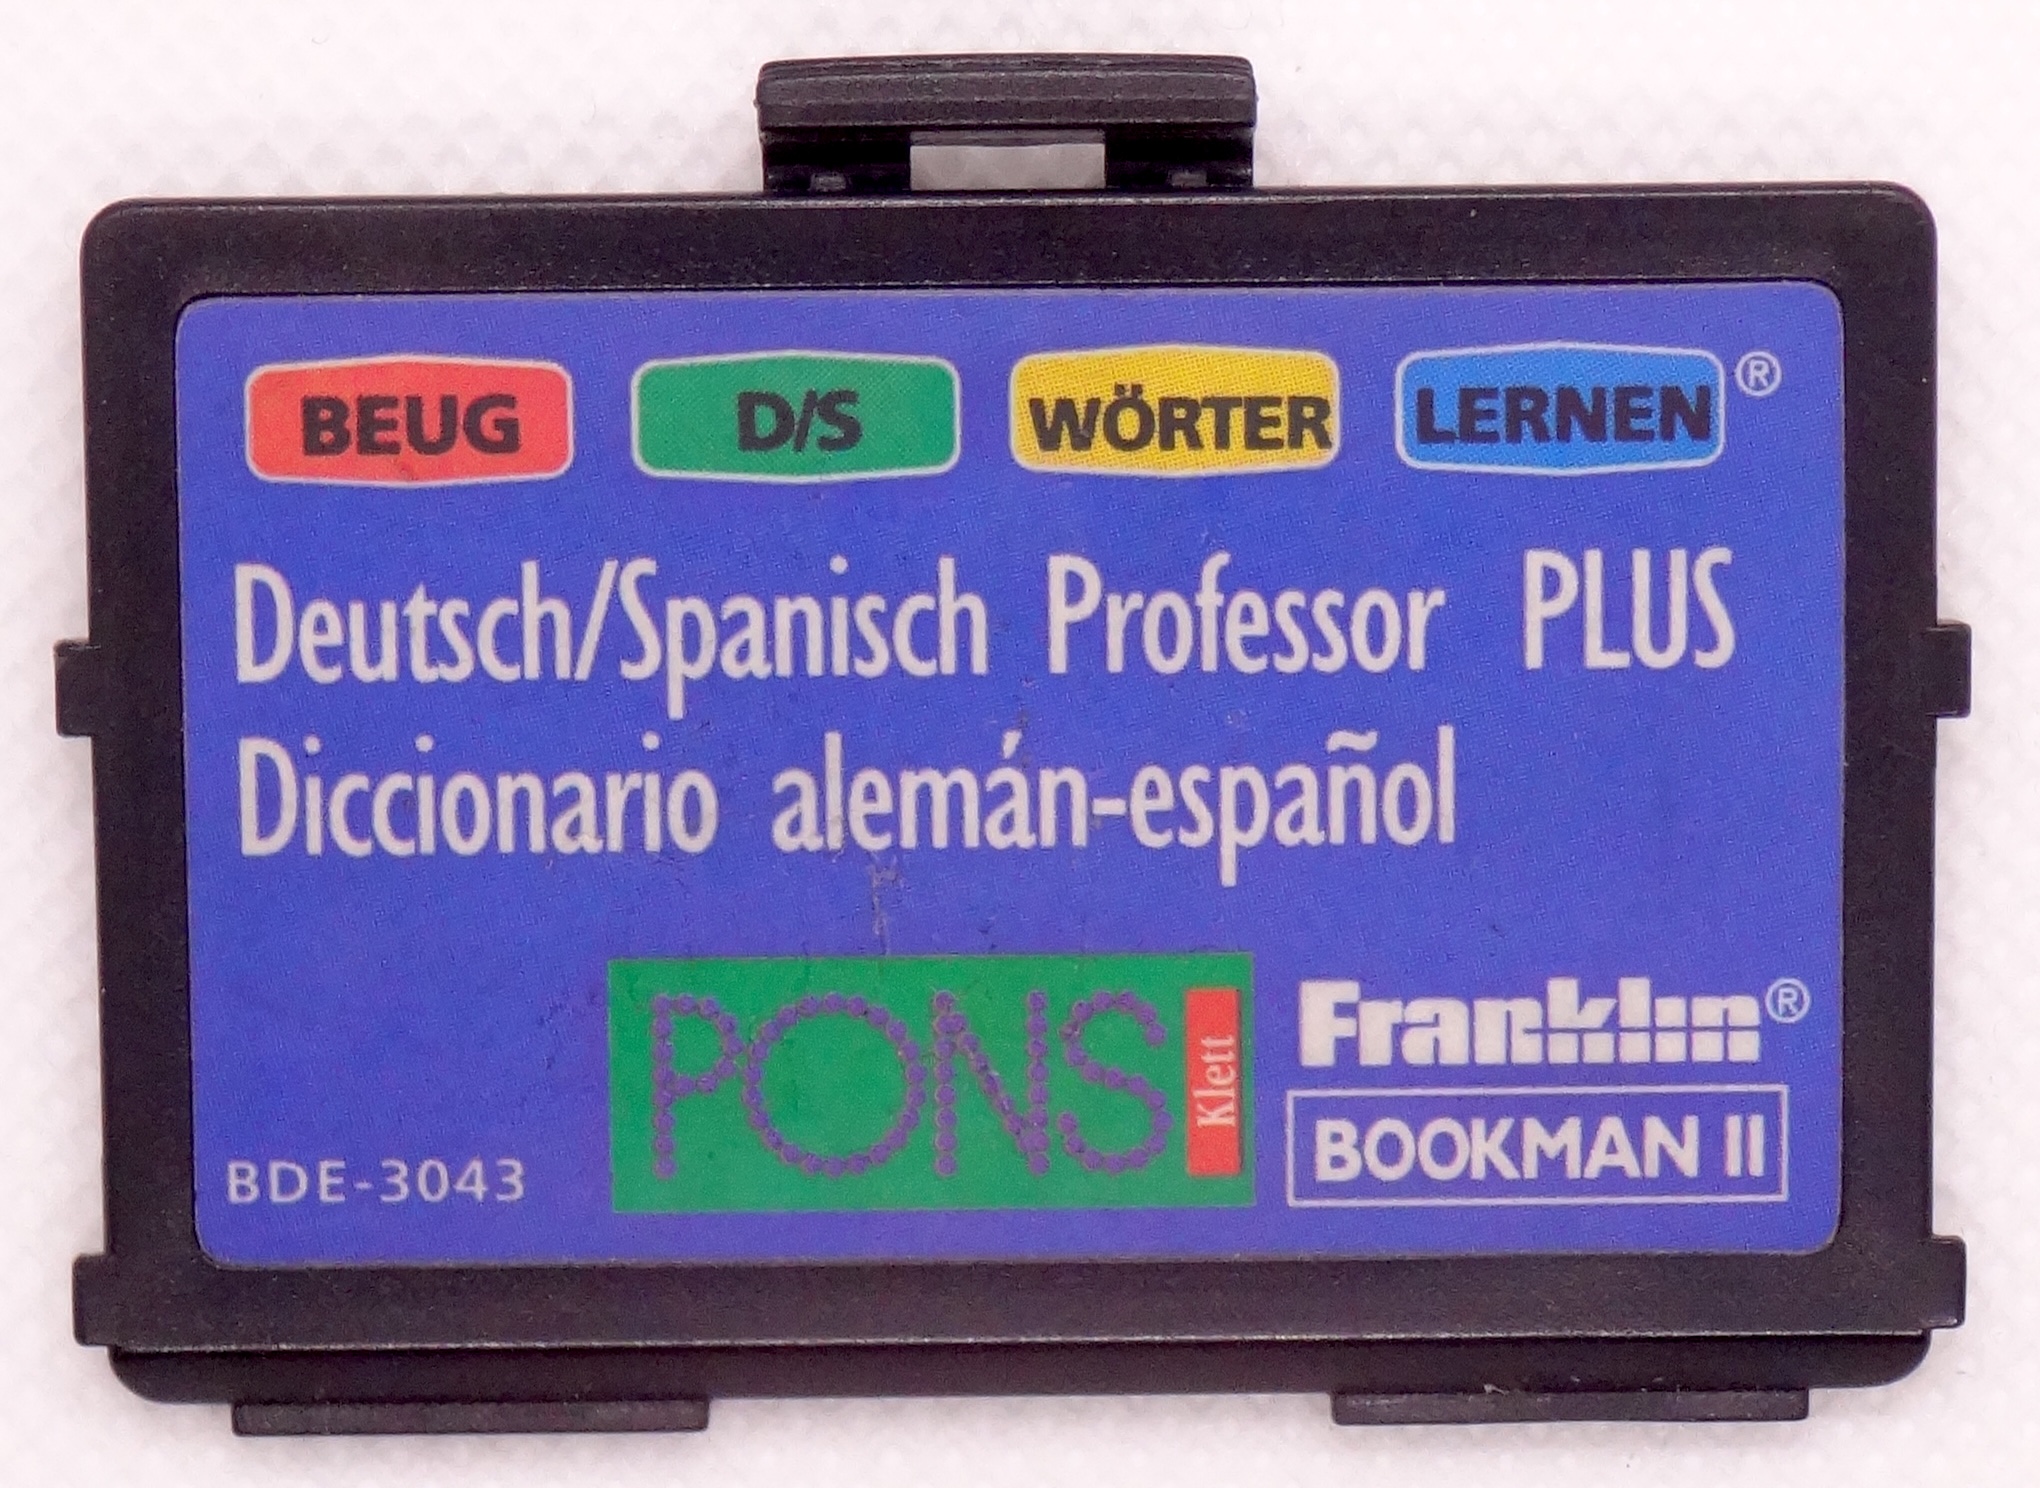 BEUG D/S WÖRTER LERNEN ®
Deutsch/Spanisch Professor PLUS
Diccionario alemán-español
PONS Klett
Franklin®
BDE-3043
BOOKMAN II